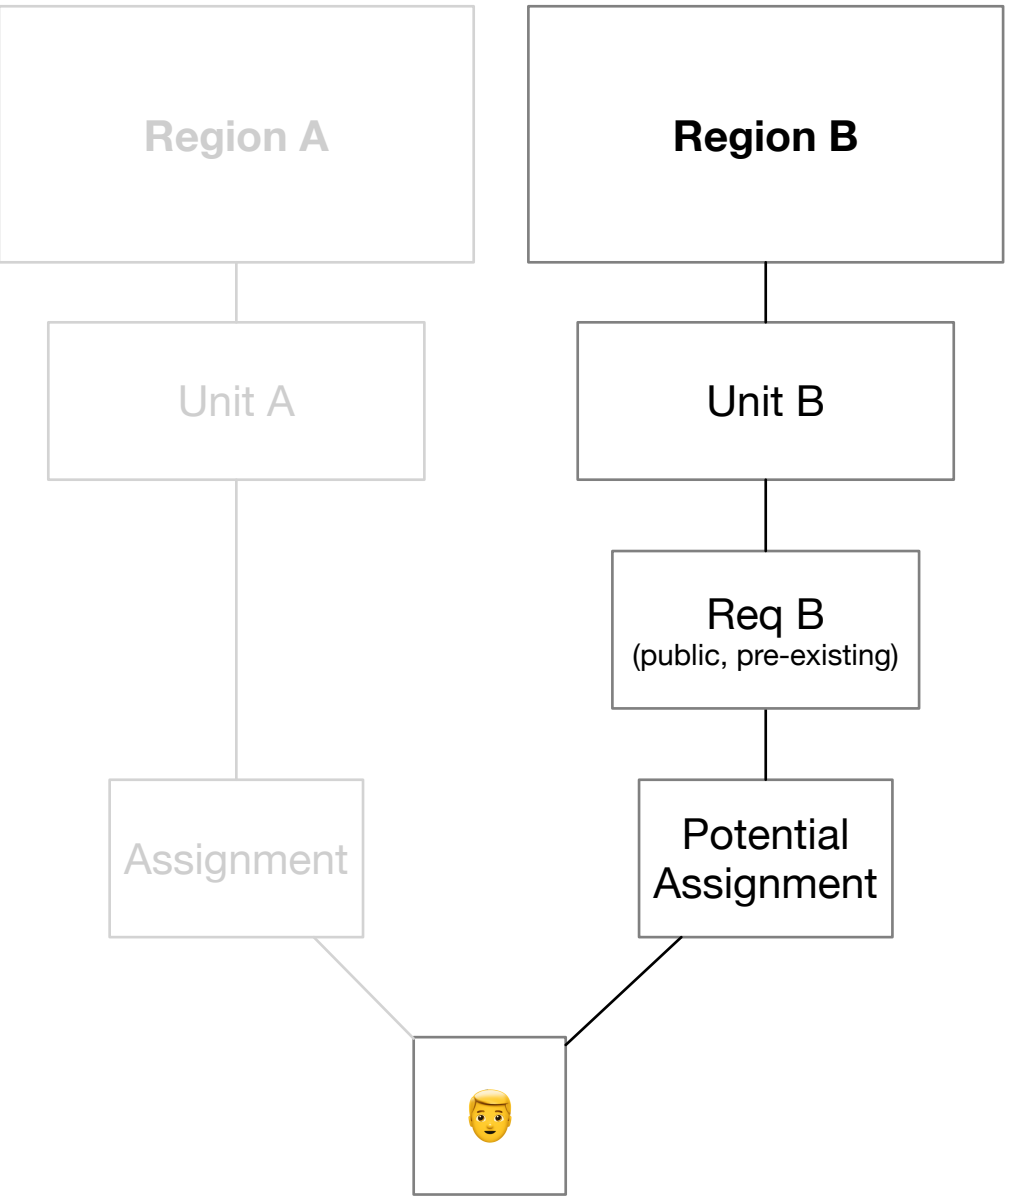 Region A
Region B
Unit A
Unit B
Req B
(public, pre-existing)
Assignment
Potential
Assignment